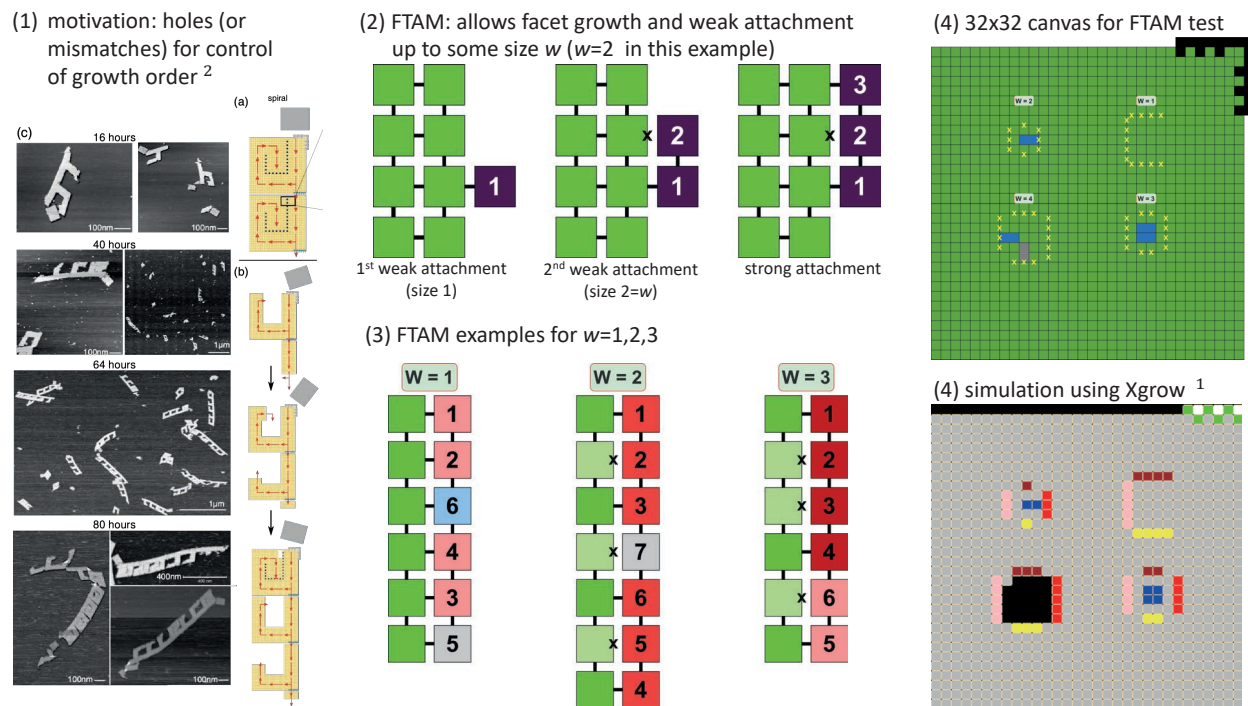 (1) motivation: holes (or
mismatches) for control
of growth order 2
(a)
spiral
(c)
16 hours
100nm
100nm
40 hours
(b)
100nm
1µm
64 hours
1µm
80 hours
400nm
400 nm
100nm
100nm
(2) FTAM: allows facet growth and weak attachment
up to some size w (w=2 in this example)
3
x 2
x 2
1
1
1
1st weak attachment
(size 1)
2nd weak attachment
(size 2=w)
strong attachment
(3) FTAM examples for w=1,2,3
W = 1
1
2
6
4
3
5
W = 2
1
x 2
3
x 7
6
x 5
4
W = 3
1
x 2
x 3
4
x 6
5
(4) 32x32 canvas for FTAM test
W = 2
W = 1
W = 4
W = 3
(4) simulation using Xgrow 1